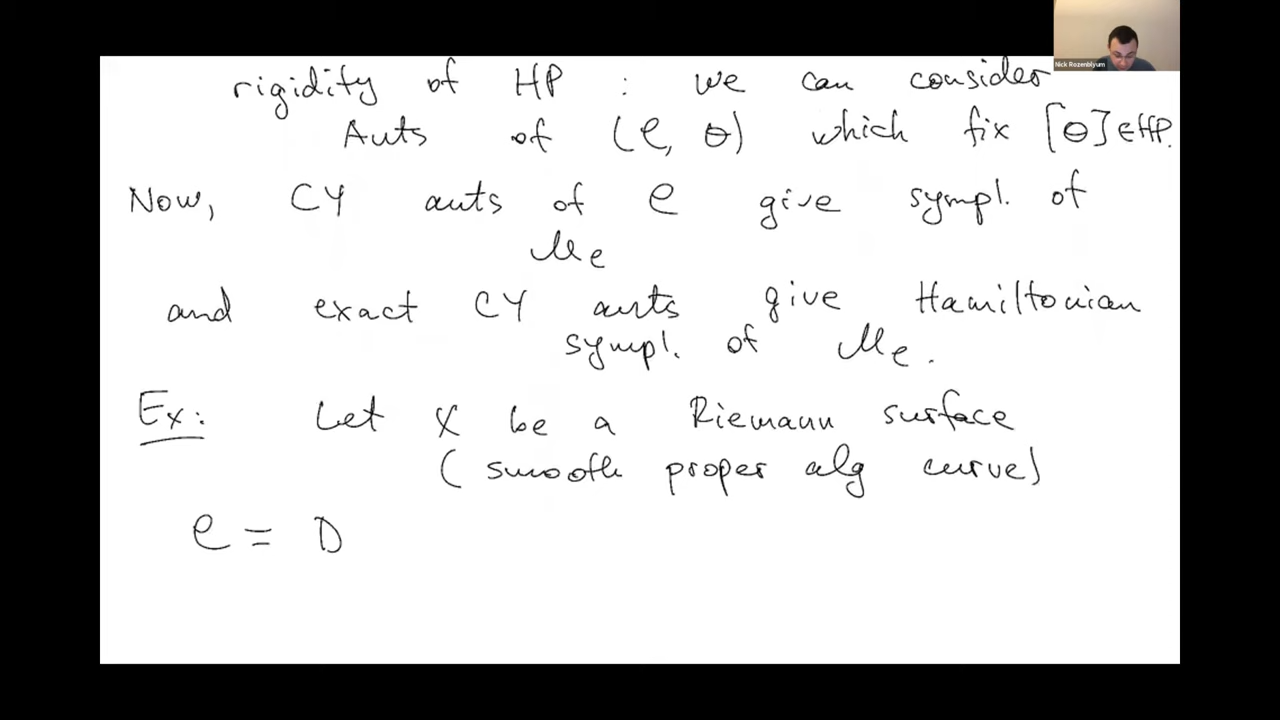 Nick Rozenblyum
rigidity of HP : we can consider
Auts of (C, θ) which fix [θ] ∈ HP.
Now, CY auts of C give sympl. of
M_C
and exact CY auts give Hamiltonian
sympl. of M_C.
Ex: Let X be a Riemann surface
(smooth proper alg curve)
C = D